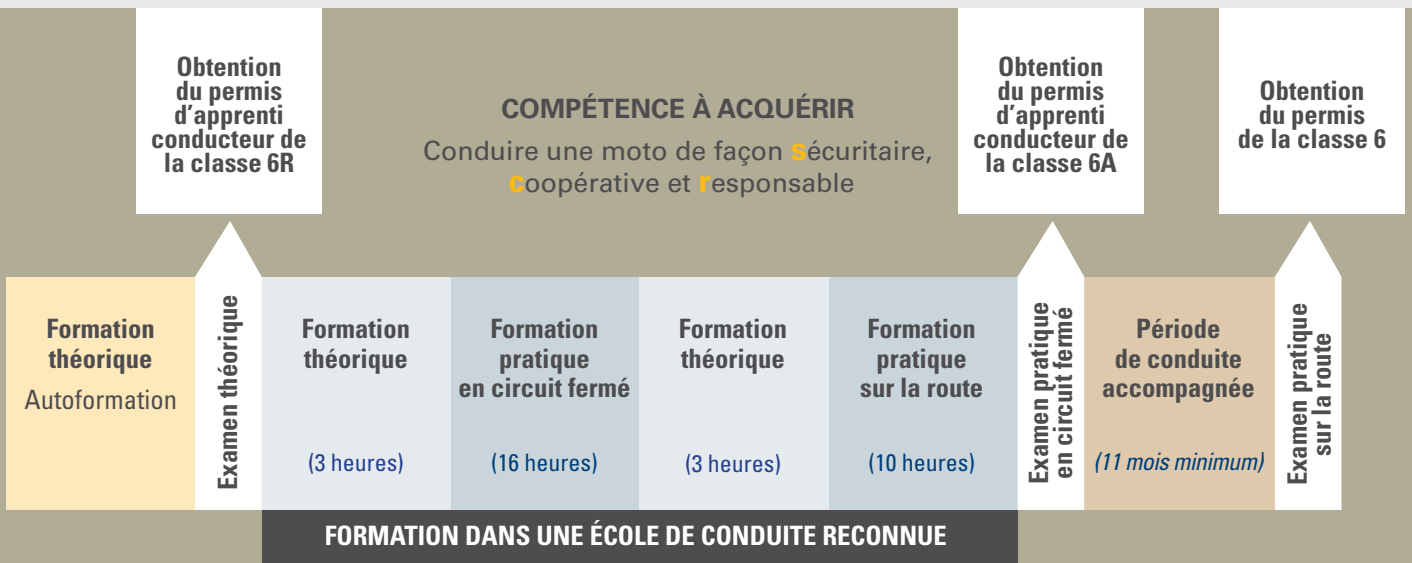 Obtention
du permis
d'apprenti
conducteur de
la classe 6R
COMPÉTENCE À ACQUÉRIR
Conduire une moto de façon sécuritaire,
coopérative et responsable
Obtention
du permis
d'apprenti
conducteur de
la classe 6A
Obtention
du permis
de la classe 6
Formation
théorique
Autoformation
Examen théorique
Formation
théorique
(3 heures)
Formation
pratique
en circuit fermé
(16 heures)
Formation
théorique
(3 heures)
Formation
pratique
sur la route
(10 heures)
Examen pratique
en circuit fermé
Période
de conduite
accompagnée
(11 mois minimum)
Examen pratique
sur la route
FORMATION DANS UNE ÉCOLE DE CONDUITE RECONNUE